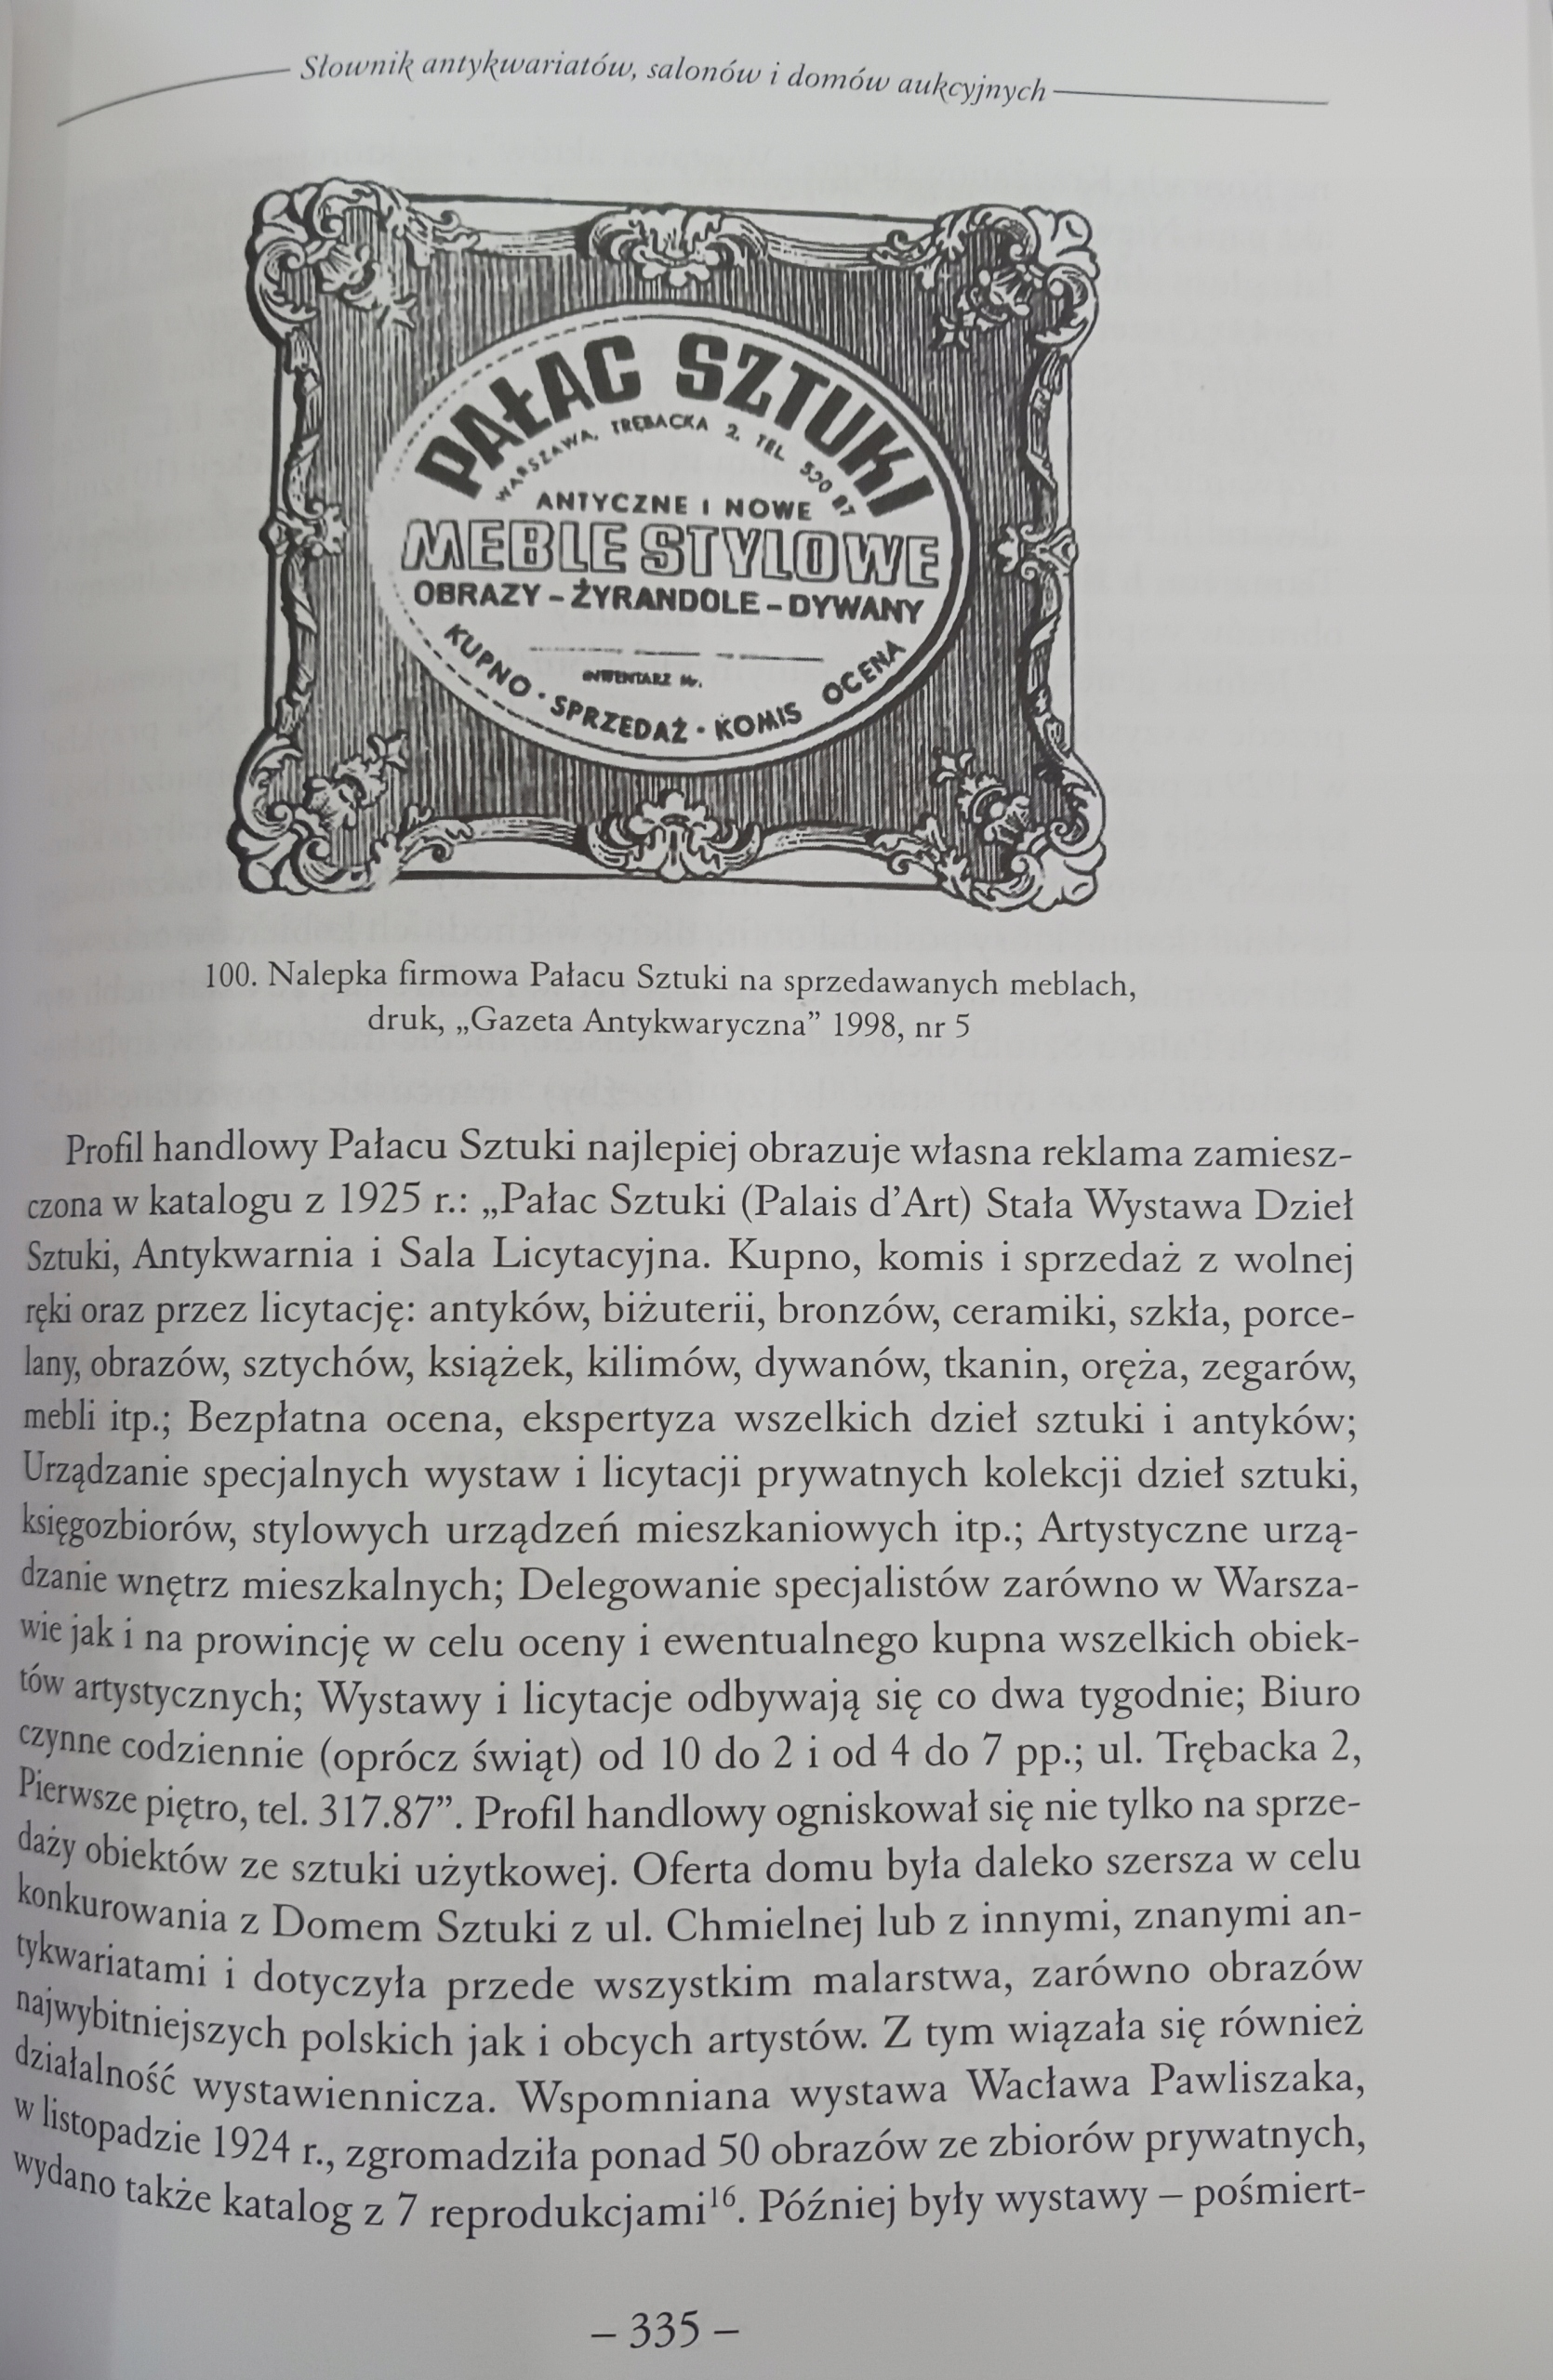 Słownik antykwariatów, salonów i domów aukcyjnych
PAŁAC SZTUKI
WARSZAWA, TRĘBACKA 2, TEL. 87
ANTYCZNE I NOWE
MEBLE STYLOWE
OBRAZY – ŻYRANDOLE – DYWANY
INWENTARZ Nr.
KUPNO · SPRZEDAŻ · KOMIS OCENA
100. Nalepka firmowa Pałacu Sztuki na sprzedawanych meblach,
druk, „Gazeta Antykwaryczna” 1998, nr 5
Profil handlowy Pałacu Sztuki najlepiej obrazuje własna reklama zamiesz-
czona w katalogu z 1925 r.: „Pałac Sztuki (Palais d’Art) Stała Wystawa Dzieł
Sztuki, Antykwarnia i Sala Licytacyjna. Kupno, komis i sprzedaż z wolnej
ręki oraz przez licytację: antyków, biżuterii, bronzów, ceramiki, szkła, porce-
lany, obrazów, sztychów, książek, kilimów, dywanów, tkanin, oręża, zegarów,
mebli itp.; Bezpłatna ocena, ekspertyza wszelkich dzieł sztuki i antyków;
Urządzanie specjalnych wystaw i licytacji prywatnych kolekcji dzieł sztuki,
księgozbiorów, stylowych urządzeń mieszkaniowych itp.; Artystyczne urzą-
dzanie wnętrz mieszkalnych; Delegowanie specjalistów zarówno w Warsza-
wie jak i na prowincję w celu oceny i ewentualnego kupna wszelkich obiek-
tów artystycznych; Wystawy i licytacje odbywają się co dwa tygodnie; Biuro
czynne codziennie (oprócz świąt) od 10 do 2 i od 4 do 7 pp.; ul. Trębacka 2,
Pierwsze piętro, tel. 317.87”. Profil handlowy ogniskował się nie tylko na sprze-
daży obiektów ze sztuki użytkowej. Oferta domu była daleko szersza w celu
konkurowania z Domem Sztuki z ul. Chmielnej lub z innymi, znanymi an-
tykwariatami i dotyczyła przede wszystkim malarstwa, zarówno obrazów
najwybitniejszych polskich jak i obcych artystów. Z tym wiązała się również
działalność wystawiennicza. Wspomniana wystawa Wacława Pawliszaka,
w listopadzie 1924 r., zgromadziła ponad 50 obrazów ze zbiorów prywatnych,
wydano także katalog z 7 reprodukcjami¹⁶. Później były wystawy – pośmiert-
– 335 –